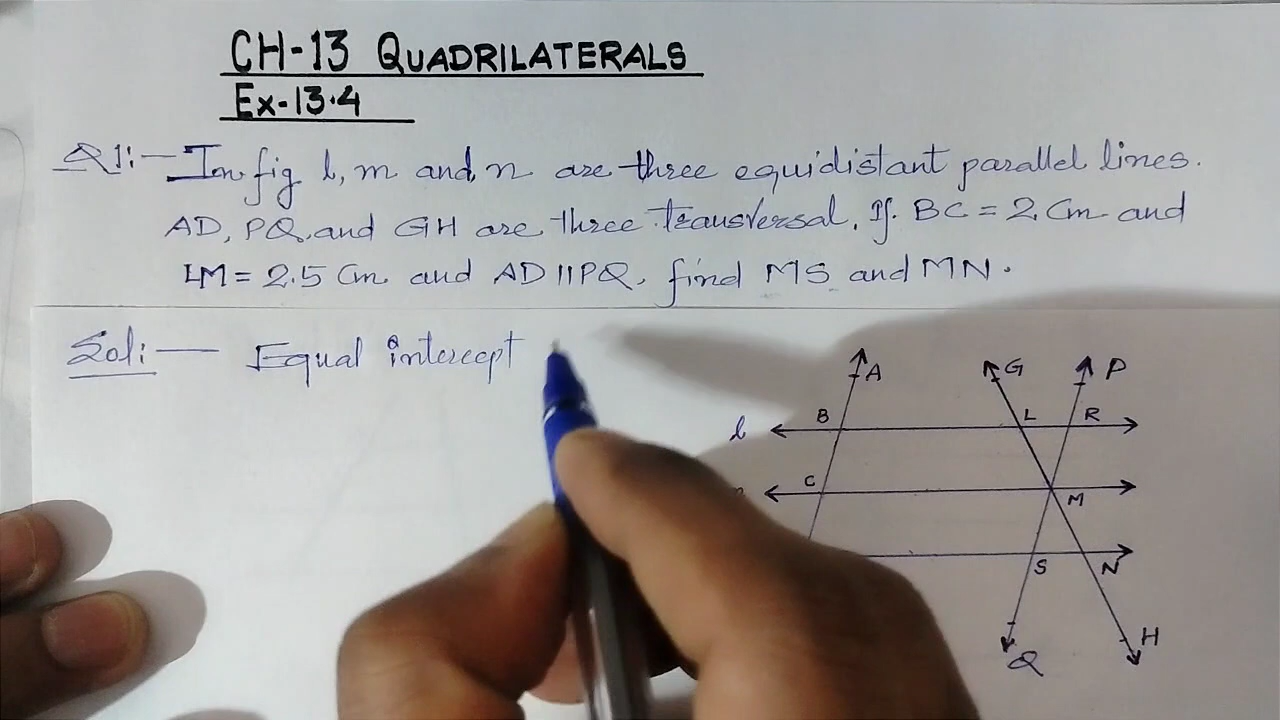 CH-13 QUADRILATERALS
Ex-13.4
Q1:- In fig l, m and n are three equidistant parallel lines.
AD, PQ and GH are three transversal. If BC = 2 Cm and
LM = 2.5 Cm and AD || PQ, find MS and MN.
Sol:- Equal intercept
A G P
l B L R
C M
S N
Q H